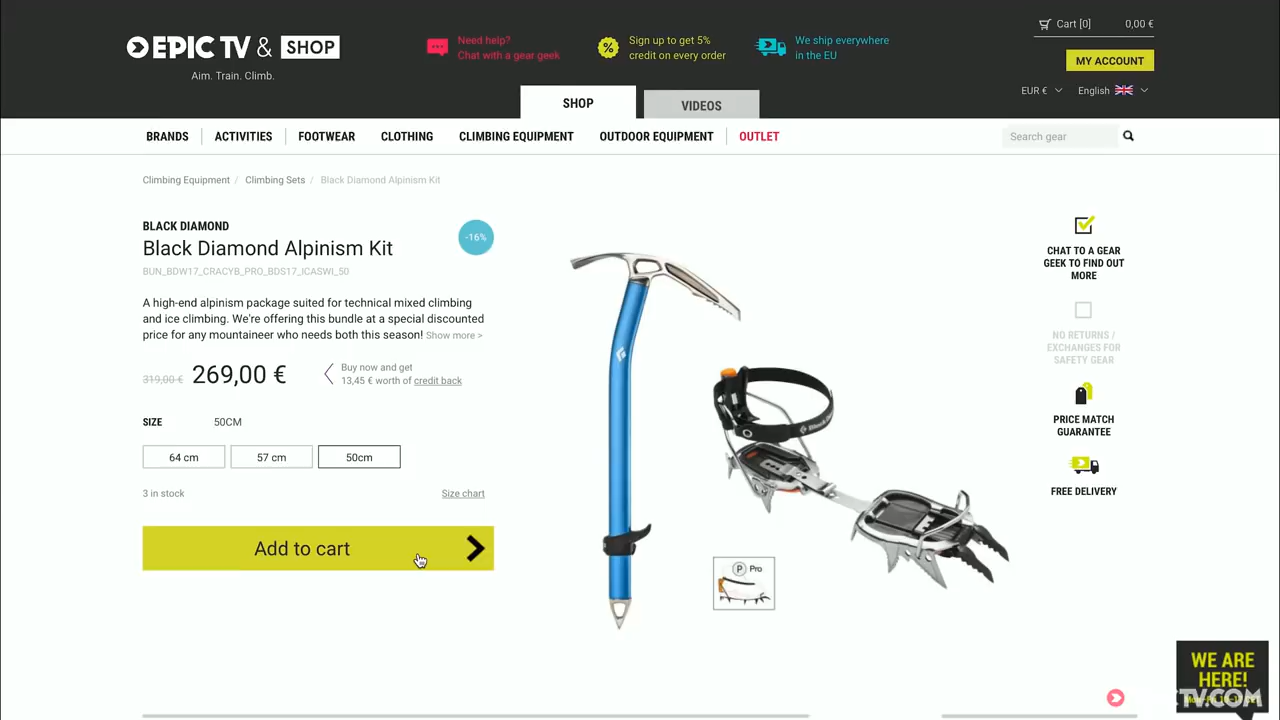 EPIC TV & SHOP
Aim. Train. Climb.
Need help?
Chat with a gear geek
%
Sign up to get 5%
credit on every order
We ship everywhere
in the EU
Cart [0]
0,00 €
MY ACCOUNT
EUR €
English
SHOP
VIDEOS
BRANDS
ACTIVITIES
FOOTWEAR
CLOTHING
CLIMBING EQUIPMENT
OUTDOOR EQUIPMENT
OUTLET
Search gear
Climbing Equipment / Climbing Sets / Black Diamond Alpinism Kit
BLACK DIAMOND
Black Diamond Alpinism Kit
BUN_BDW17_CRACYB_PRO_BDS17_ICASWI_50
-16%
A high-end alpinism package suited for technical mixed climbing
and ice climbing. We're offering this bundle at a special discounted
price for any mountaineer who needs both this season! Show more >
319,00 €
269,00 €
Buy now and get
13,45 € worth of credit back
SIZE
50CM
64 cm
57 cm
50cm
3 in stock
Size chart
Add to cart
P Pro
CHAT TO A GEAR
GEEK TO FIND OUT
MORE
NO RETURNS /
EXCHANGES FOR
SAFETY GEAR
PRICE MATCH
GUARANTEE
FREE DELIVERY
WE ARE
HERE!
TV.COM